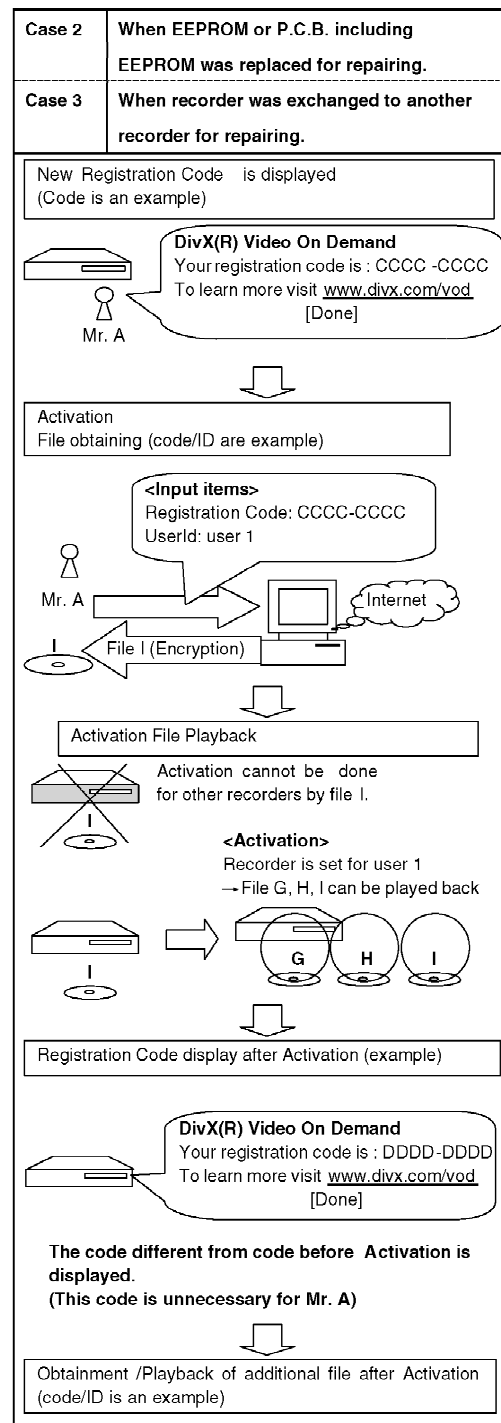 Case 2
When EEPROM or P.C.B. including
EEPROM was replaced for repairing.
Case 3
When recorder was exchanged to another
recorder for repairing.
New Registration Code is displayed
(Code is an example)
DivX(R) Video On Demand
Your registration code is : CCCC -CCCC
To learn more visit www.divx.com/vod
[Done]
Mr. A
Activation
File obtaining (code/ID are example)
<Input items>
Registration Code: CCCC-CCCC
UserId: user 1
Mr. A
Internet
I
File I (Encryption)
Activation File Playback
Activation cannot be done
for other recorders by file I.
I
<Activation>
Recorder is set for user 1
→ File G, H, I can be played back
I
G H I
Registration Code display after Activation (example)
DivX(R) Video On Demand
Your registration code is : DDDD-DDDD
To learn more visit www.divx.com/vod
[Done]
The code different from code before Activation is
displayed.
(This code is unnecessary for Mr. A)
Obtainment /Playback of additional file after Activation
(code/ID is an example)